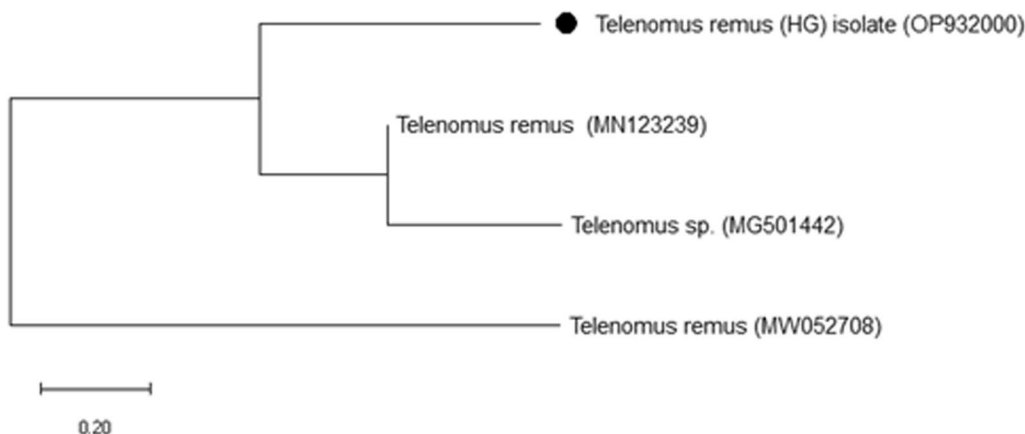 Telenomus remus (HG) isolate (OP932000)
Telenomus remus (MN123239)
Telenomus sp. (MG501442)
Telenomus remus (MW052708)
0.20